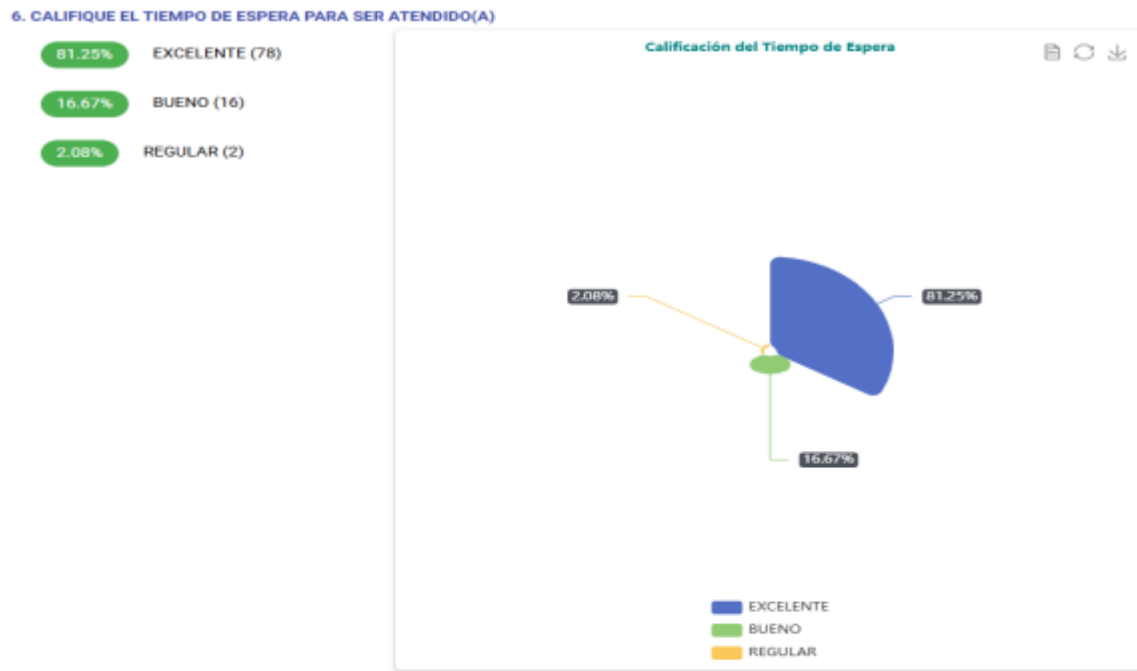 6. CALIFIQUE EL TIEMPO DE ESPERA PARA SER ATENDIDO(A)
81.25% EXCELENTE (78)
16.67% BUENO (16)
2.08% REGULAR (2)
Calificación del Tiempo de Espera
2.08%
81.25%
16.67%
EXCELENTE
BUENO
REGULAR